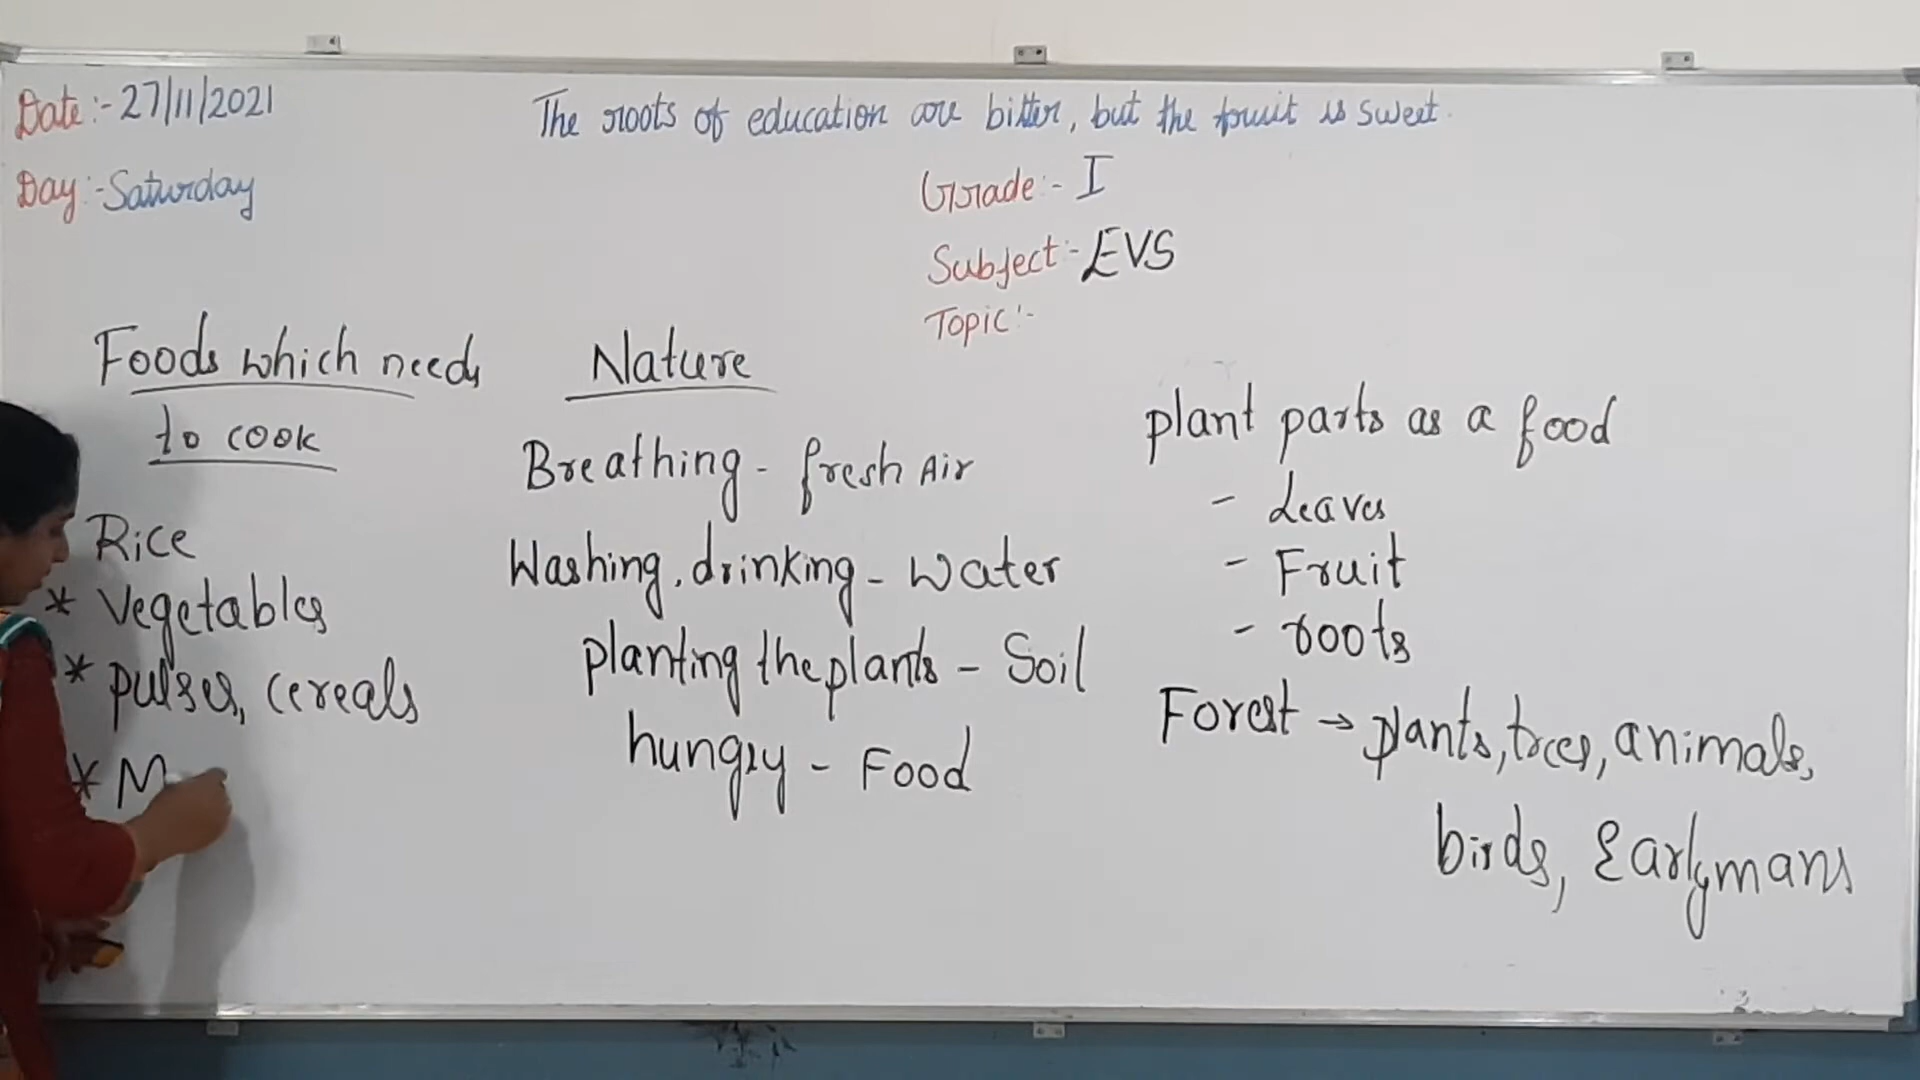 Date:-27/11/2021
The roots of education are bitter, but the fruit is sweet.
Day:-Saturday
Grade:- I
Subject:- EVS
Topic:-
Foods which needs
to cook
Rice
* Vegetables
* pulses, cereals
* M
Nature
Breathing - fresh Air
Washing, drinking - water
planting the plants - Soil
hungry - Food
plant parts as a food
- Leaves
- Fruit
- roots
Forest → plants, trees, animals,
birds, Earlymans